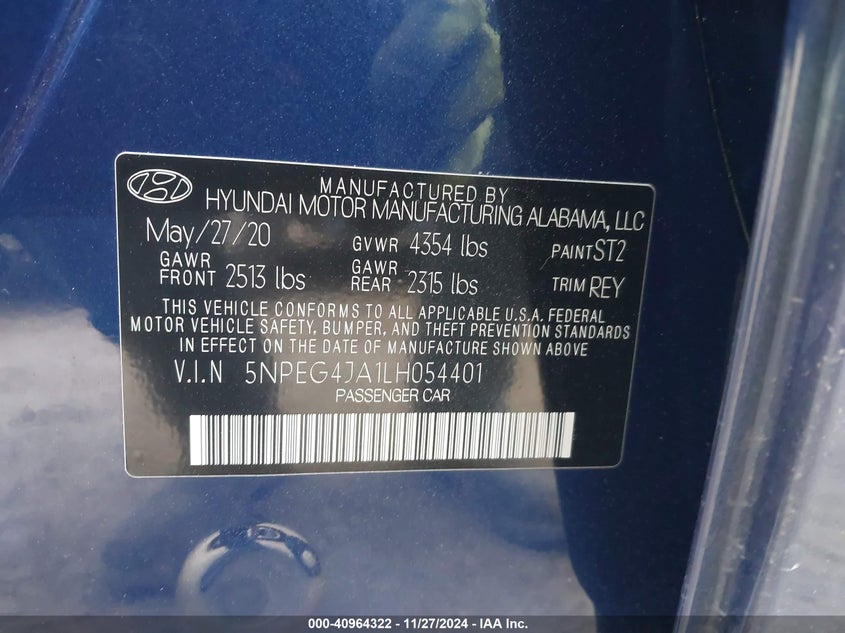 MANUFACTURED BY
HYUNDAI MOTOR MANUFACTURING ALABAMA, LLC
May/27/20 GVWR 4354 lbs PAINT ST2
GAWR FRONT 2513 lbs GAWR REAR 2315 lbs TRIM REY
THIS VEHICLE CONFORMS TO ALL APPLICABLE U.S.A. FEDERAL
MOTOR VEHICLE SAFETY, BUMPER, AND THEFT PREVENTION STANDARDS
IN EFFECT ON THE DATE OF MANUFACTURE SHOWN ABOVE
V.I.N 5NPEG4JA1LH054401
PASSENGER CAR
000-40964322 - 11/27/2024 - IAA Inc.